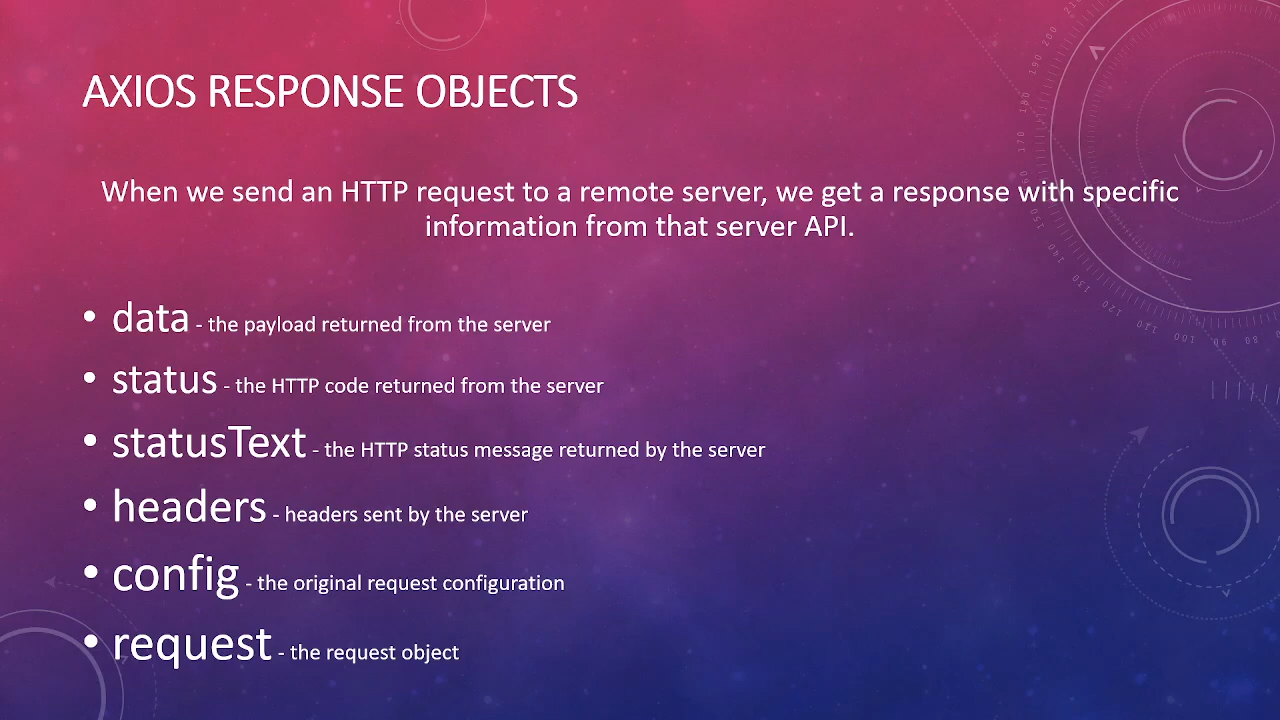 AXIOS RESPONSE OBJECTS
When we send an HTTP request to a remote server, we get a response with specific
information from that server API.
• data - the payload returned from the server
• status - the HTTP code returned from the server
• statusText - the HTTP status message returned by the server
• headers - headers sent by the server
• config - the original request configuration
• request - the request object